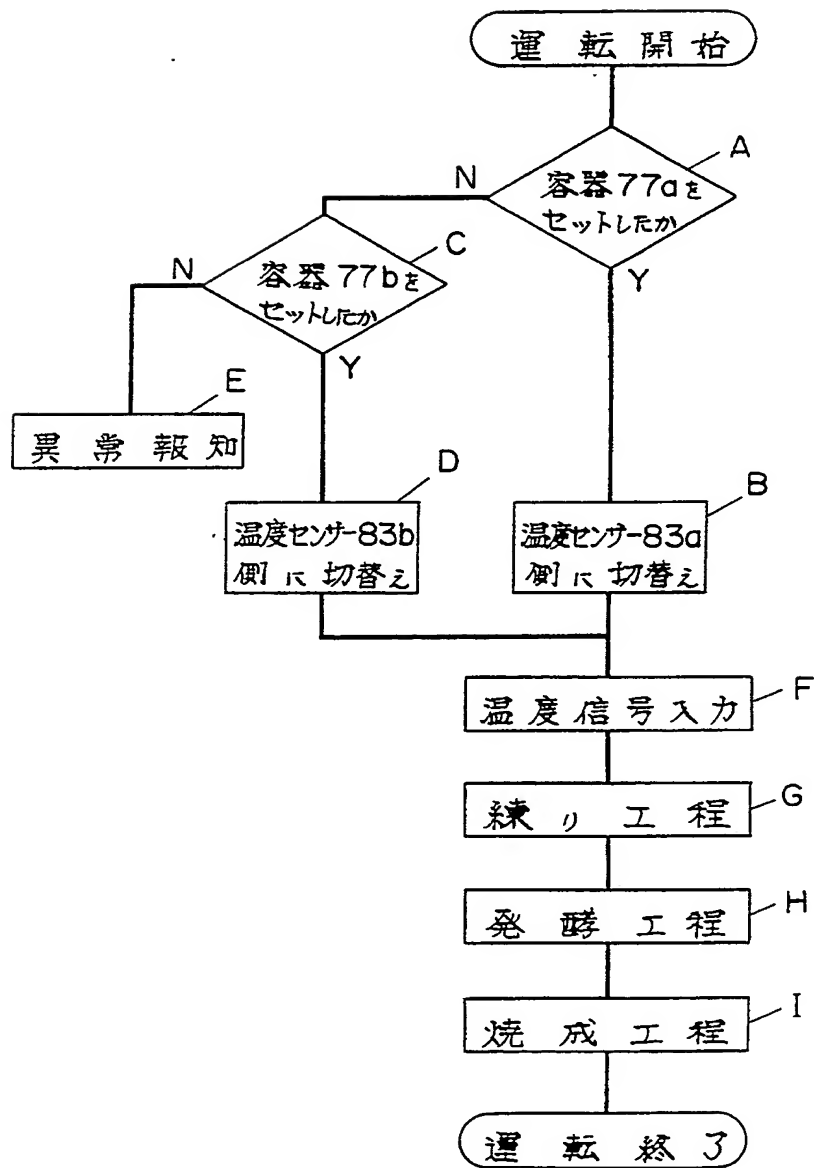 運転開始
A
容器77aを
セットしたか
N
Y
C
容器77bを
セットしたか
N
Y
E
異常報知
D
温度センサー83b
側に切替え
B
温度センサー83a
側に切替え
F
温度信号入力
G
練り工程
H
発酵工程
I
焼成工程
運転終了